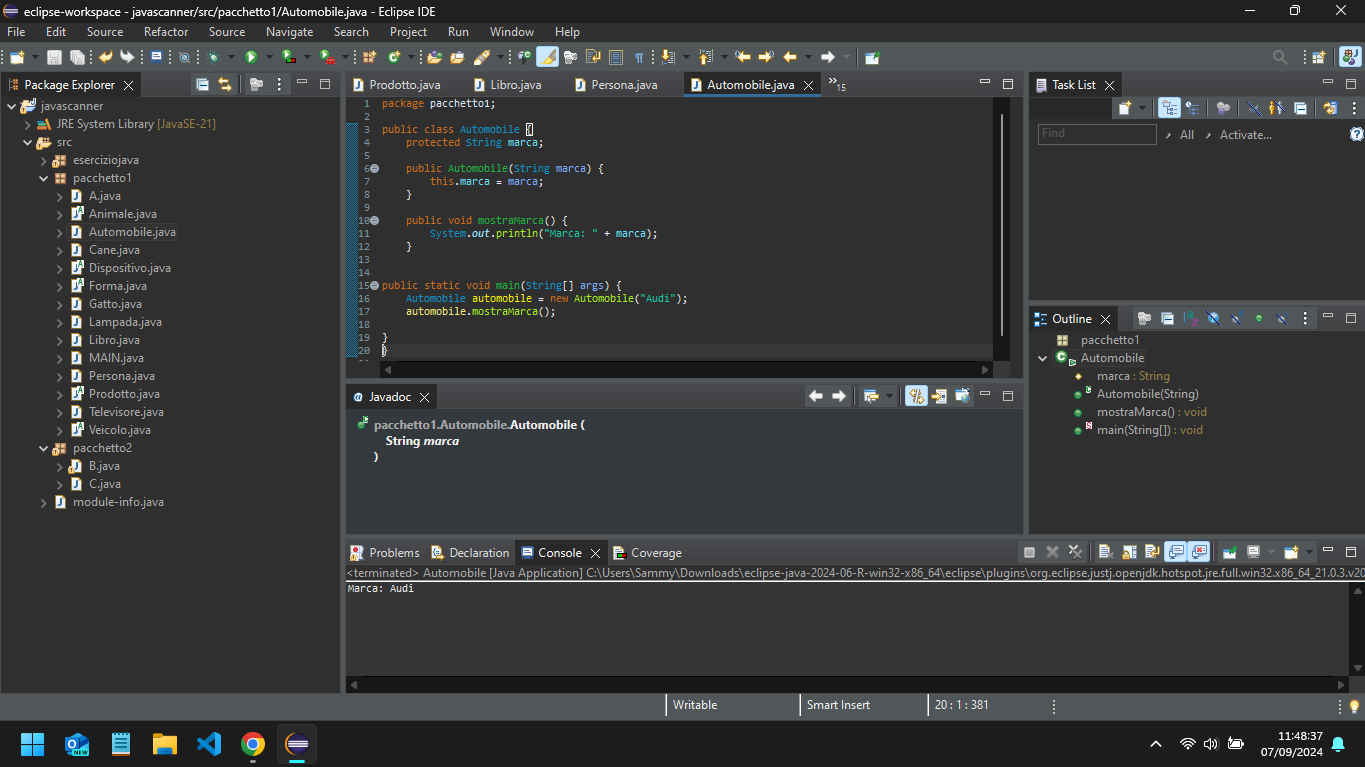 eclipse-workspace - javascanner/src/pacchetto1/Automobile.java - Eclipse IDE
File Edit Source Refactor Source Navigate Search Project Run Window Help
Package Explorer
javascanner
JRE System Library [JavaSE-21]
src
eserciziojava
pacchetto1
A.java
Animale.java
Automobile.java
Cane.java
Dispositivo.java
Forma.java
Gatto.java
Lampada.java
Libro.java
MAIN.java
Persona.java
Prodotto.java
Televisore.java
Veicolo.java
pacchetto2
B.java
C.java
module-info.java
Prodotto.java Libro.java Persona.java Automobile.java 15
1 package pacchetto1;
2
3 public class Automobile {
4 protected String marca;
5
6 public Automobile(String marca) {
7 this.marca = marca;
8 }
9
10 public void mostraMarca() {
11 System.out.println("Marca: " + marca);
12 }
13
14
15 public static void main(String[] args) {
16 Automobile automobile = new Automobile("Audi");
17 automobile.mostraMarca();
18
19 }
20 }
Javadoc
pacchetto1.Automobile.Automobile (
String marca
)
Problems Declaration Console Coverage
<terminated> Automobile [Java Application] C:\Users\Sammy\Downloads\eclipse-java-2024-06-R-win32-x86_64\eclipse\plugins\org.eclipse.justj.openjdk.hotspot.jre.full.win32.x86_64_21.0.3.v20
Marca: Audi
Task List
Find All Activate...
Outline
pacchetto1
Automobile
marca : String
Automobile(String)
mostraMarca() : void
main(String[]) : void
Writable Smart Insert 20 : 1 : 381
NEW
11:48:37
07/09/2024